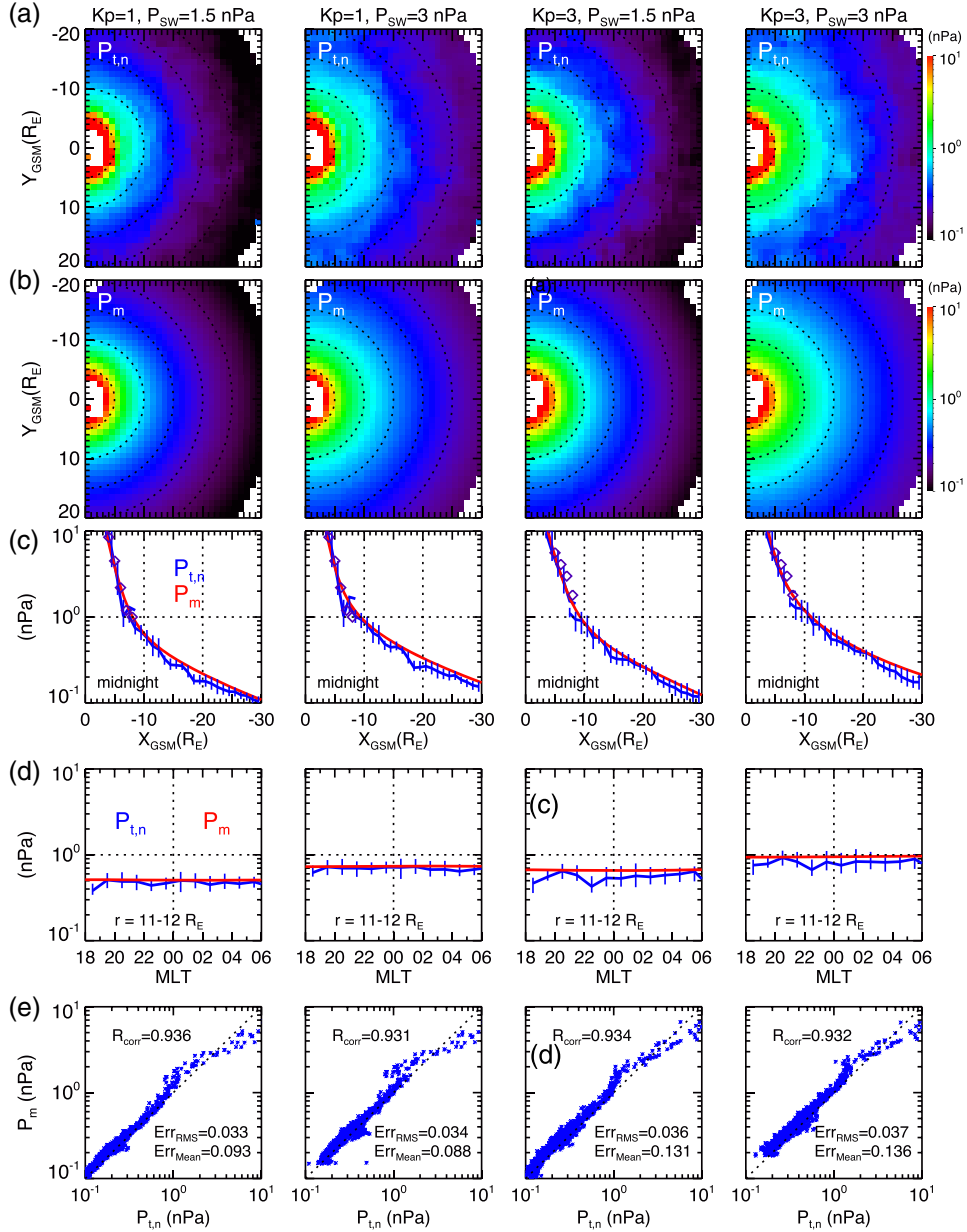 (a) Kp=1, P_SW=1.5 nPa Kp=1, P_SW=3 nPa Kp=3, P_SW=1.5 nPa Kp=3, P_SW=3 nPa
(nPa)
-20 -10 0 10 20
Y_GSM(R_E)
P_t,n P_t,n P_t,n P_t,n
10^1 10^0 10^-1
(b) (a) (nPa)
-20 -10 0 10 20
Y_GSM(R_E)
P_m P_m P_m P_m
10^1 10^0 10^-1
(c)
10^1 10^0 10^-1
(nPa)
P_t,n
P_m
midnight midnight midnight midnight
0 -10 -20 -30 0 -10 -20 -30 0 -10 -20 -30 0 -10 -20 -30
X_GSM(R_E) X_GSM(R_E) X_GSM(R_E) X_GSM(R_E)
(d)
10^1 10^0 10^-1
(nPa)
P_t,n P_m (c)
r = 11-12 R_E r = 11-12 R_E r = 11-12 R_E r = 11-12 R_E
18 20 22 00 02 04 06 18 20 22 00 02 04 06 18 20 22 00 02 04 06 18 20 22 00 02 04 06
MLT MLT MLT MLT
(e)
10^1 10^0 10^-1
P_m (nPa)
R_corr=0.936 R_corr=0.931 R_corr=0.934 R_corr=0.932
(d)
Err_RMS=0.033 Err_RMS=0.034 Err_RMS=0.036 Err_RMS=0.037
Err_Mean=0.093 Err_Mean=0.088 Err_Mean=0.131 Err_Mean=0.136
10^-1 10^0 10^1 10^-1 10^0 10^1 10^-1 10^0 10^1 10^-1 10^0 10^1
P_t,n (nPa) P_t,n (nPa) P_t,n (nPa) P_t,n (nPa)